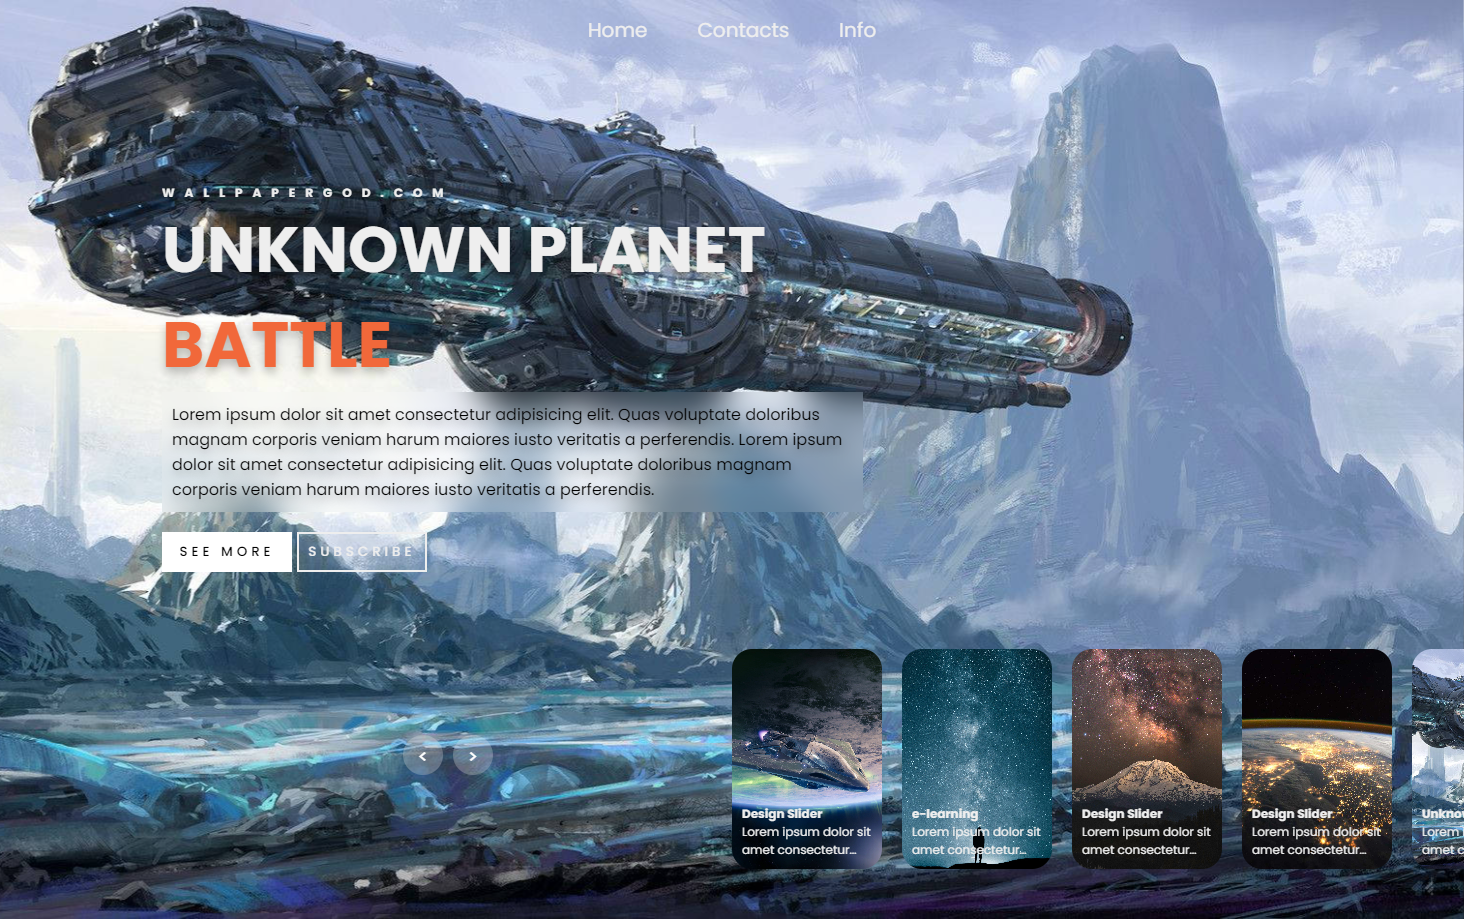 Home Contacts Info
WALLPAPERGOD.COM
UNKNOWN PLANET
BATTLE
Lorem ipsum dolor sit amet consectetur adipisicing elit. Quas voluptate doloribus
magnam corporis veniam harum maiores iusto veritatis a perferendis. Lorem ipsum
dolor sit amet consectetur adipisicing elit. Quas voluptate doloribus magnam
corporis veniam harum maiores iusto veritatis a perferendis.
SEE MORE SUBSCRIBE
< >
Design Slider
Lorem ipsum dolor sit
amet consectetur...
e-learning
Lorem ipsum dolor sit
amet consectetur...
Design Slider
Lorem ipsum dolor sit
amet consectetur...
Design Slider
Lorem ipsum dolor sit
amet consectetur...
Unkno
Lorem
amet c